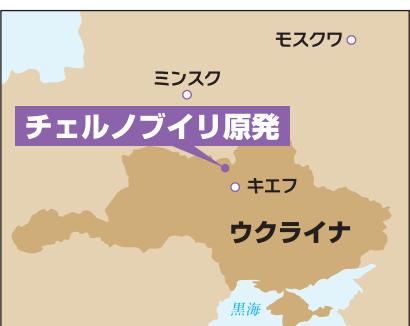 モスクワ
ミンスク
チェルノブイリ原発
キエフ
ウクライナ
黒海